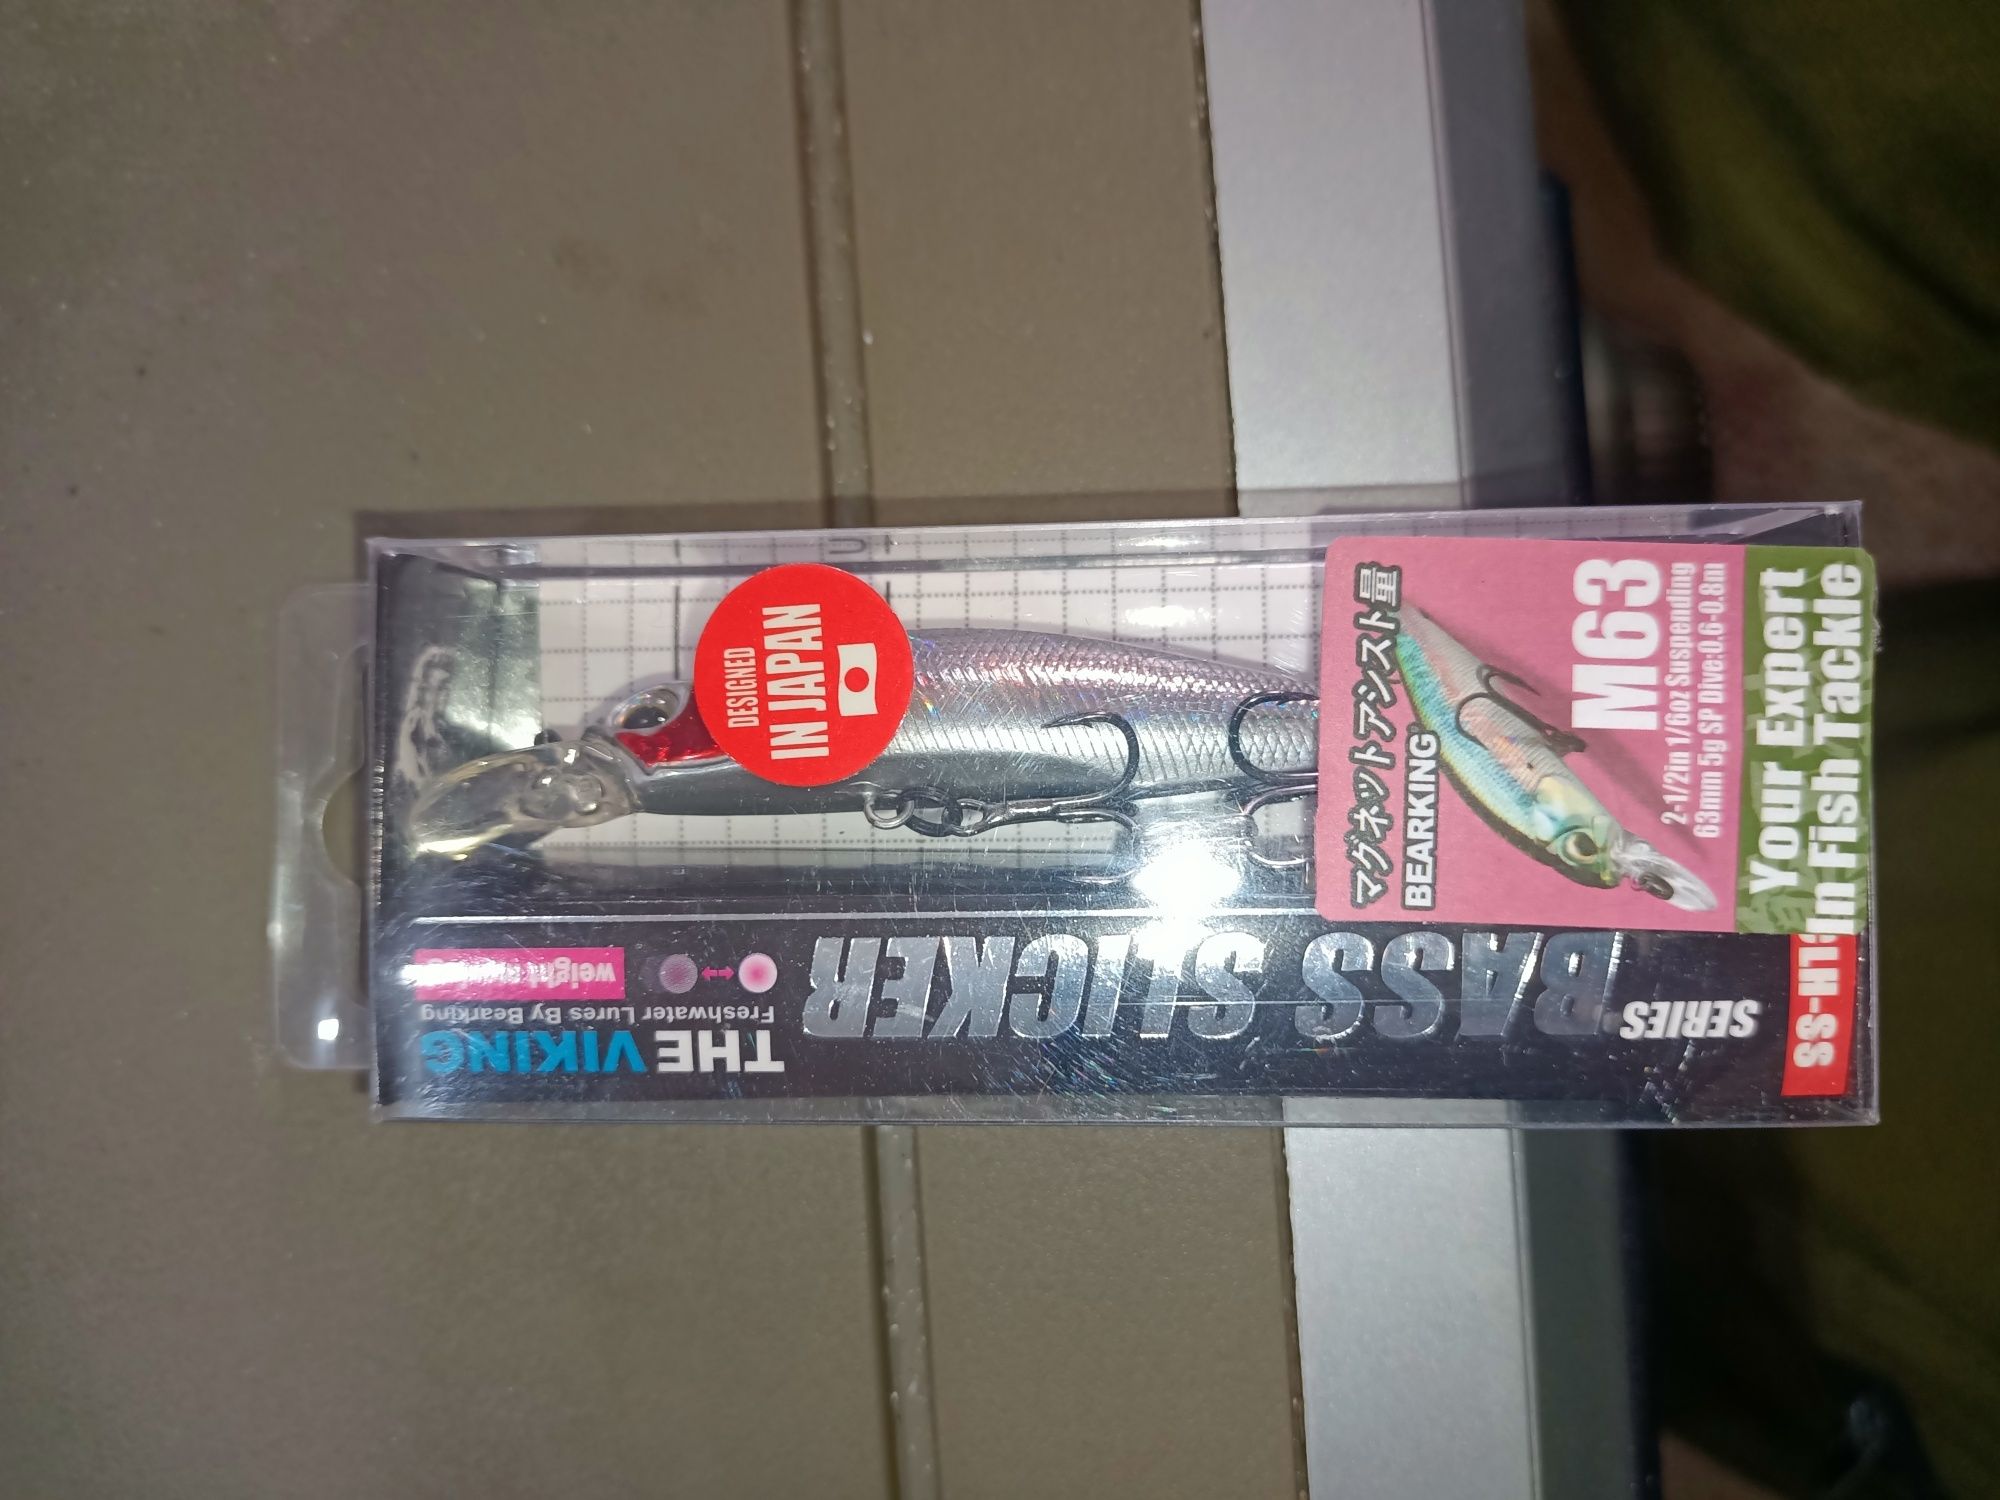 DESIGNED
IN JAPAN
マグネットアシスト量
BEARKING
M63
2-1/2in 1/6oz Suspending
63mm 5g SP Dive:0.6-0.8m
Your Expert
In Fish Tackle
THE VIKING
Freshwater Lures By Bearking
weight
BASS SLICKER
SERIES